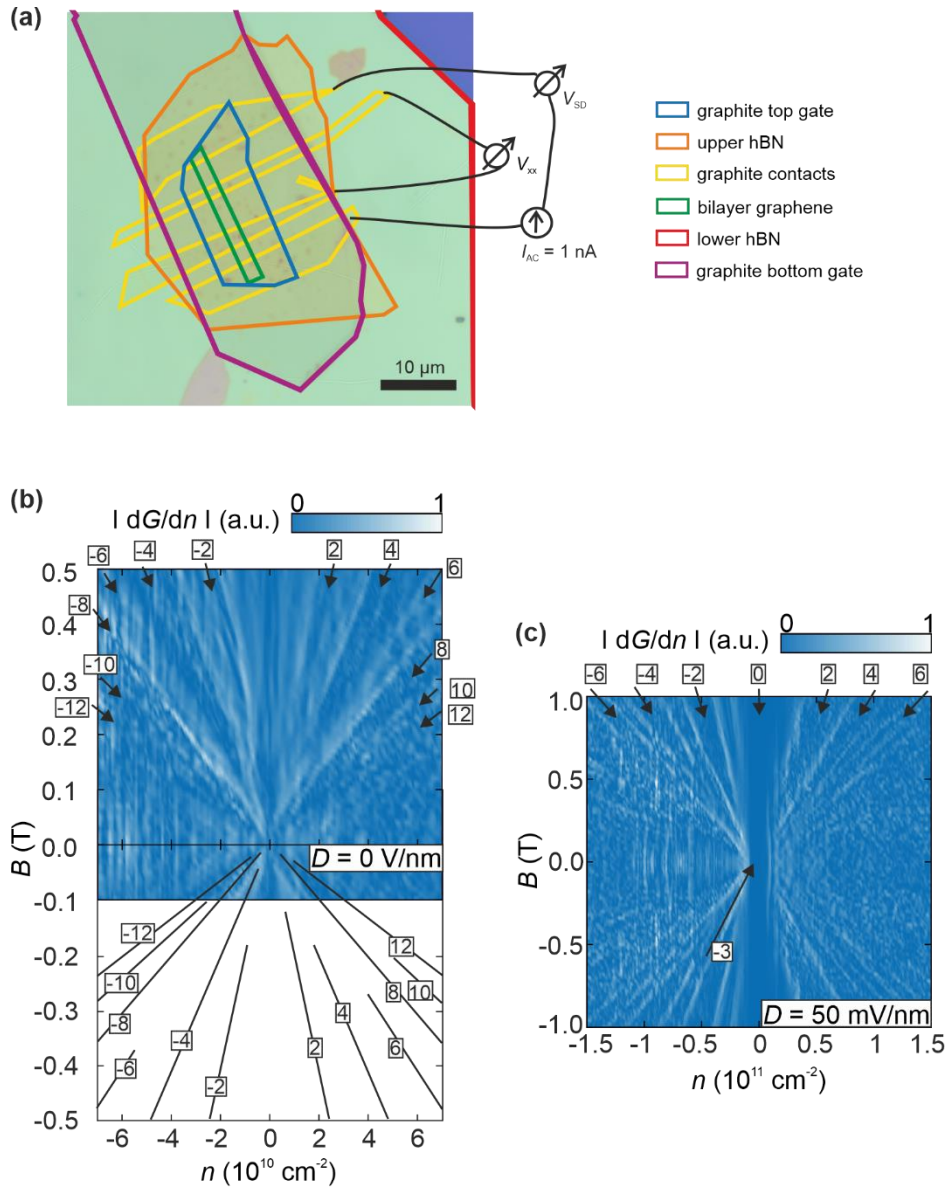 (a)
V_SD
V_xx
I_AC = 1 nA
10 µm
graphite top gate
upper hBN
graphite contacts
bilayer graphene
lower hBN
graphite bottom gate
(b)
0 1
I dG/dn I (a.u.)
-6 -4 -2 2 4 6
-8 8
-10 10
-12 12
0.5
0.4
0.3
0.2
0.1
0.0
-0.1
-0.2
-0.3
-0.4
-0.5
B (T)
D = 0 V/nm
-12 12
-10 10
-8 8
-6 -4 -2 2 4 6
-6 -4 -2 0 2 4 6
n (10¹⁰ cm⁻²)
(c)
0 1
I dG/dn I (a.u.)
-6 -4 -2 0 2 4 6
1.0
0.5
0.0
-0.5
-1.0
B (T)
-3
D = 50 mV/nm
-1.5 -1 -0.5 0 0.5 1 1.5
n (10¹¹ cm⁻²)